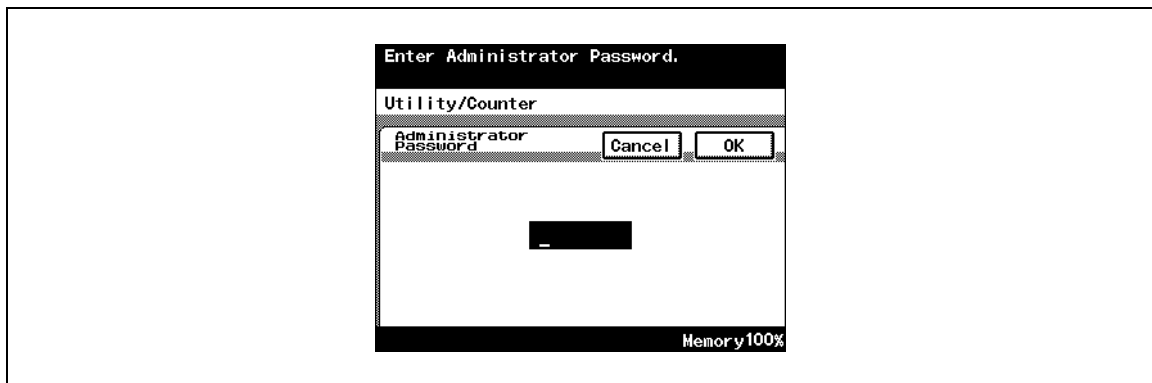 Enter Administrator Password.
Utility/Counter
Administrator
Password
Cancel
OK
Memory100%